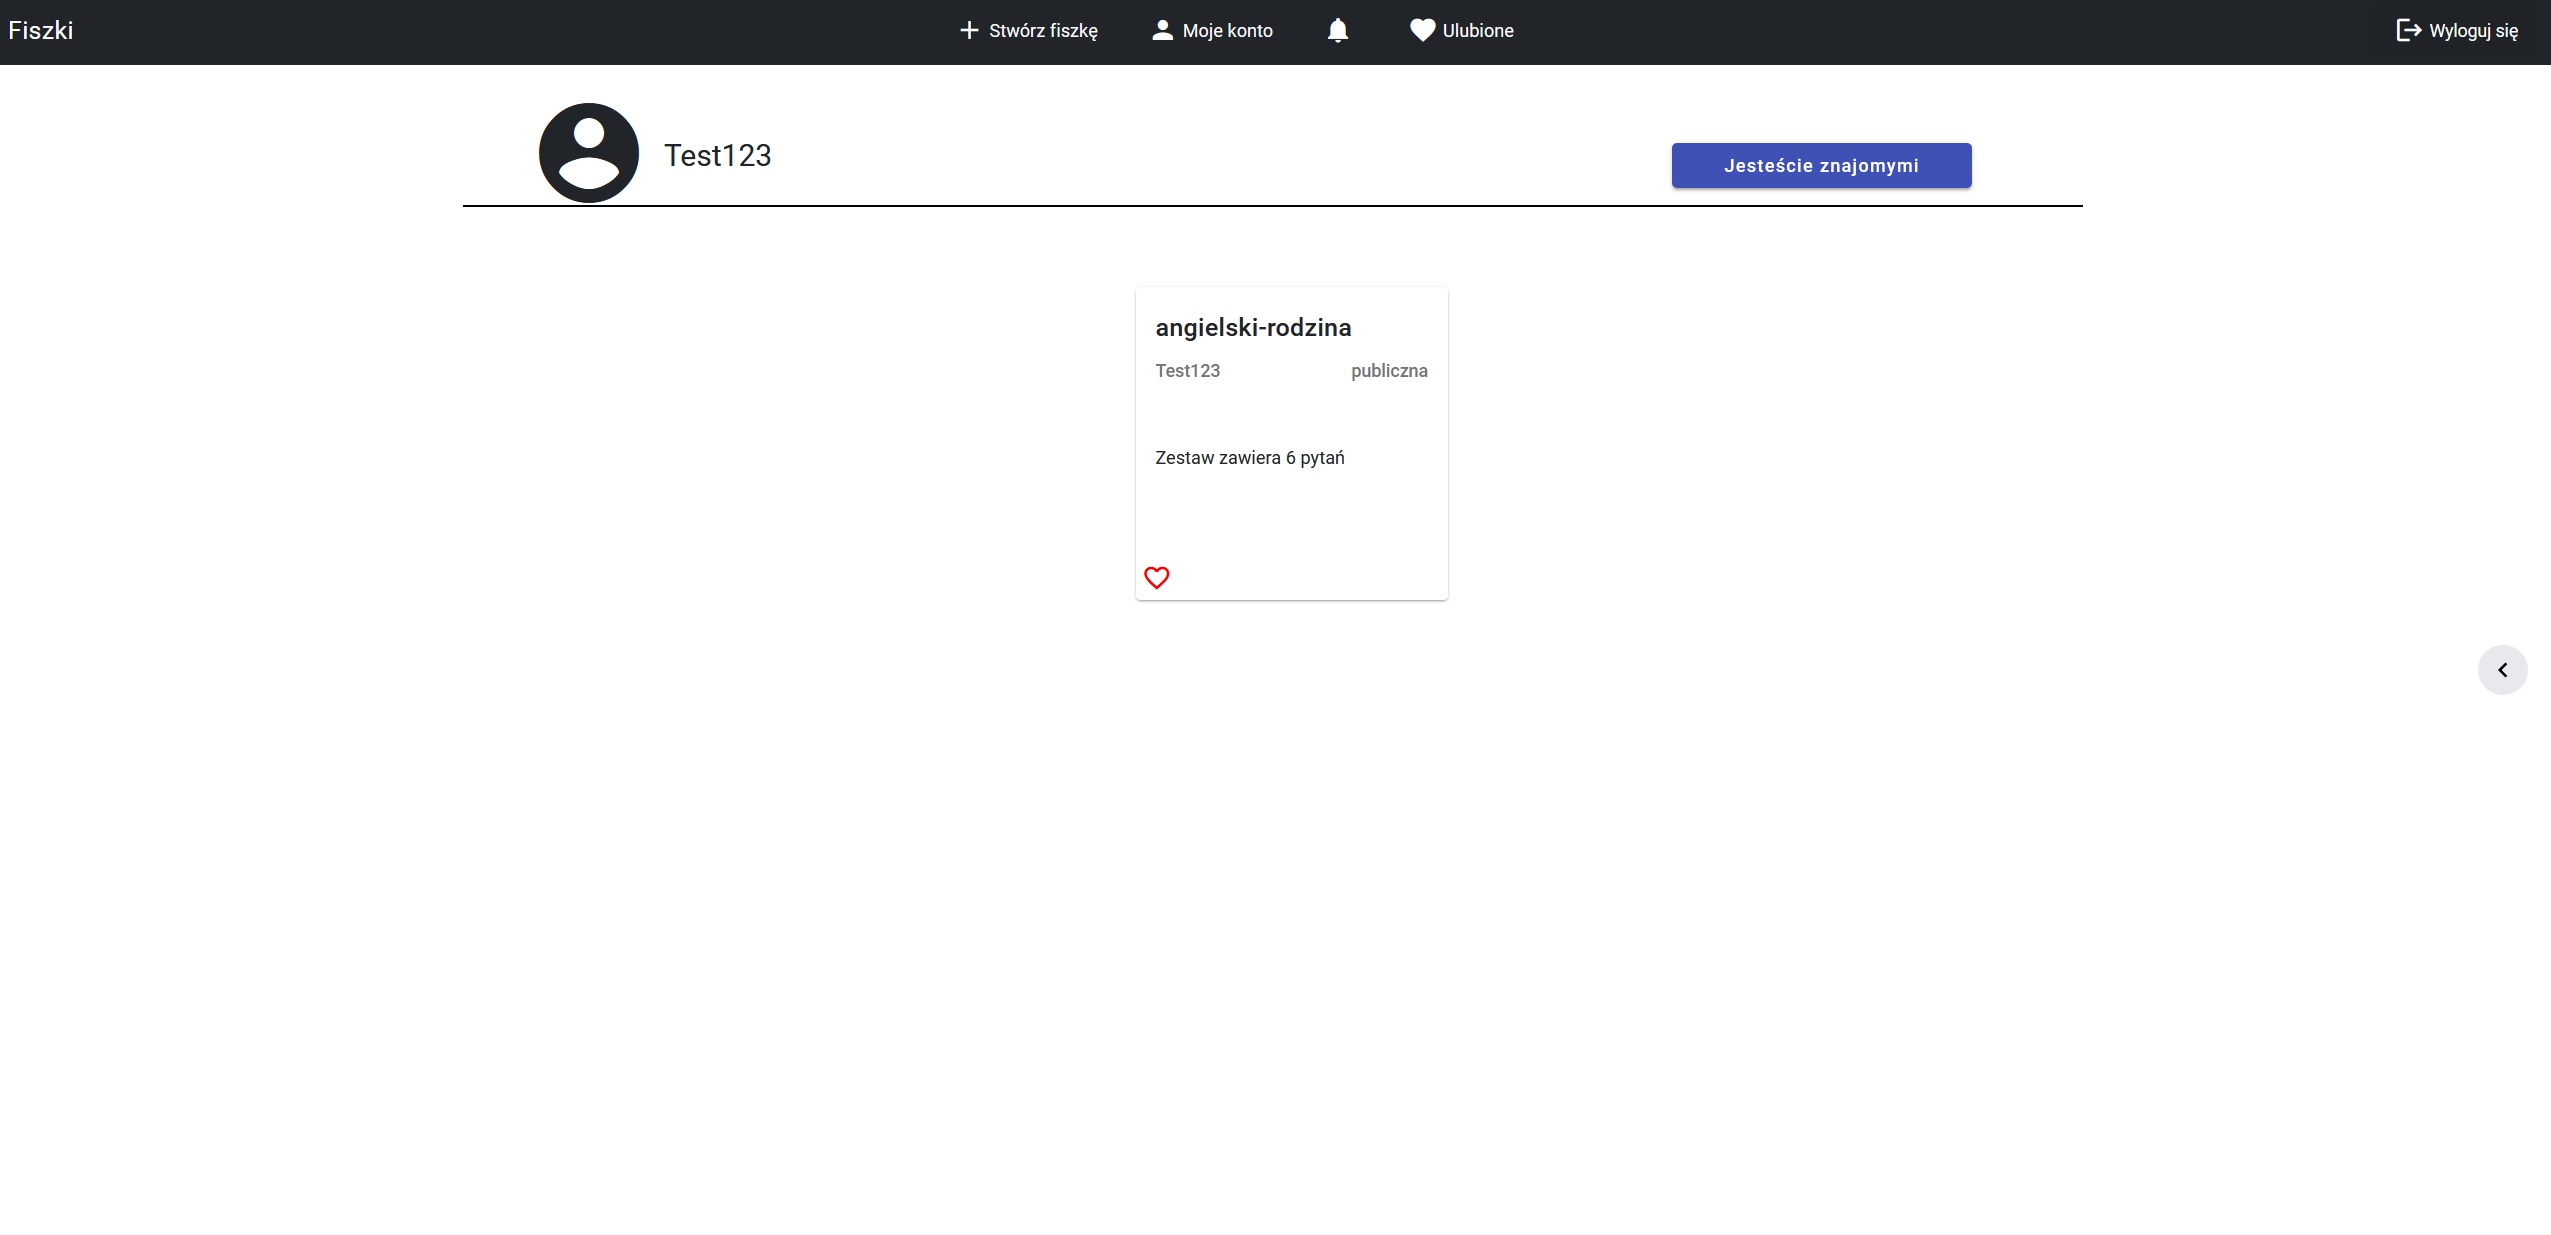 Fiszki
Stwórz fiszkę
Moje konto
Ulubione
Wyloguj się
Test123
Jesteście znajomymi
angielski-rodzina
Test123 publiczna
Zestaw zawiera 6 pytań